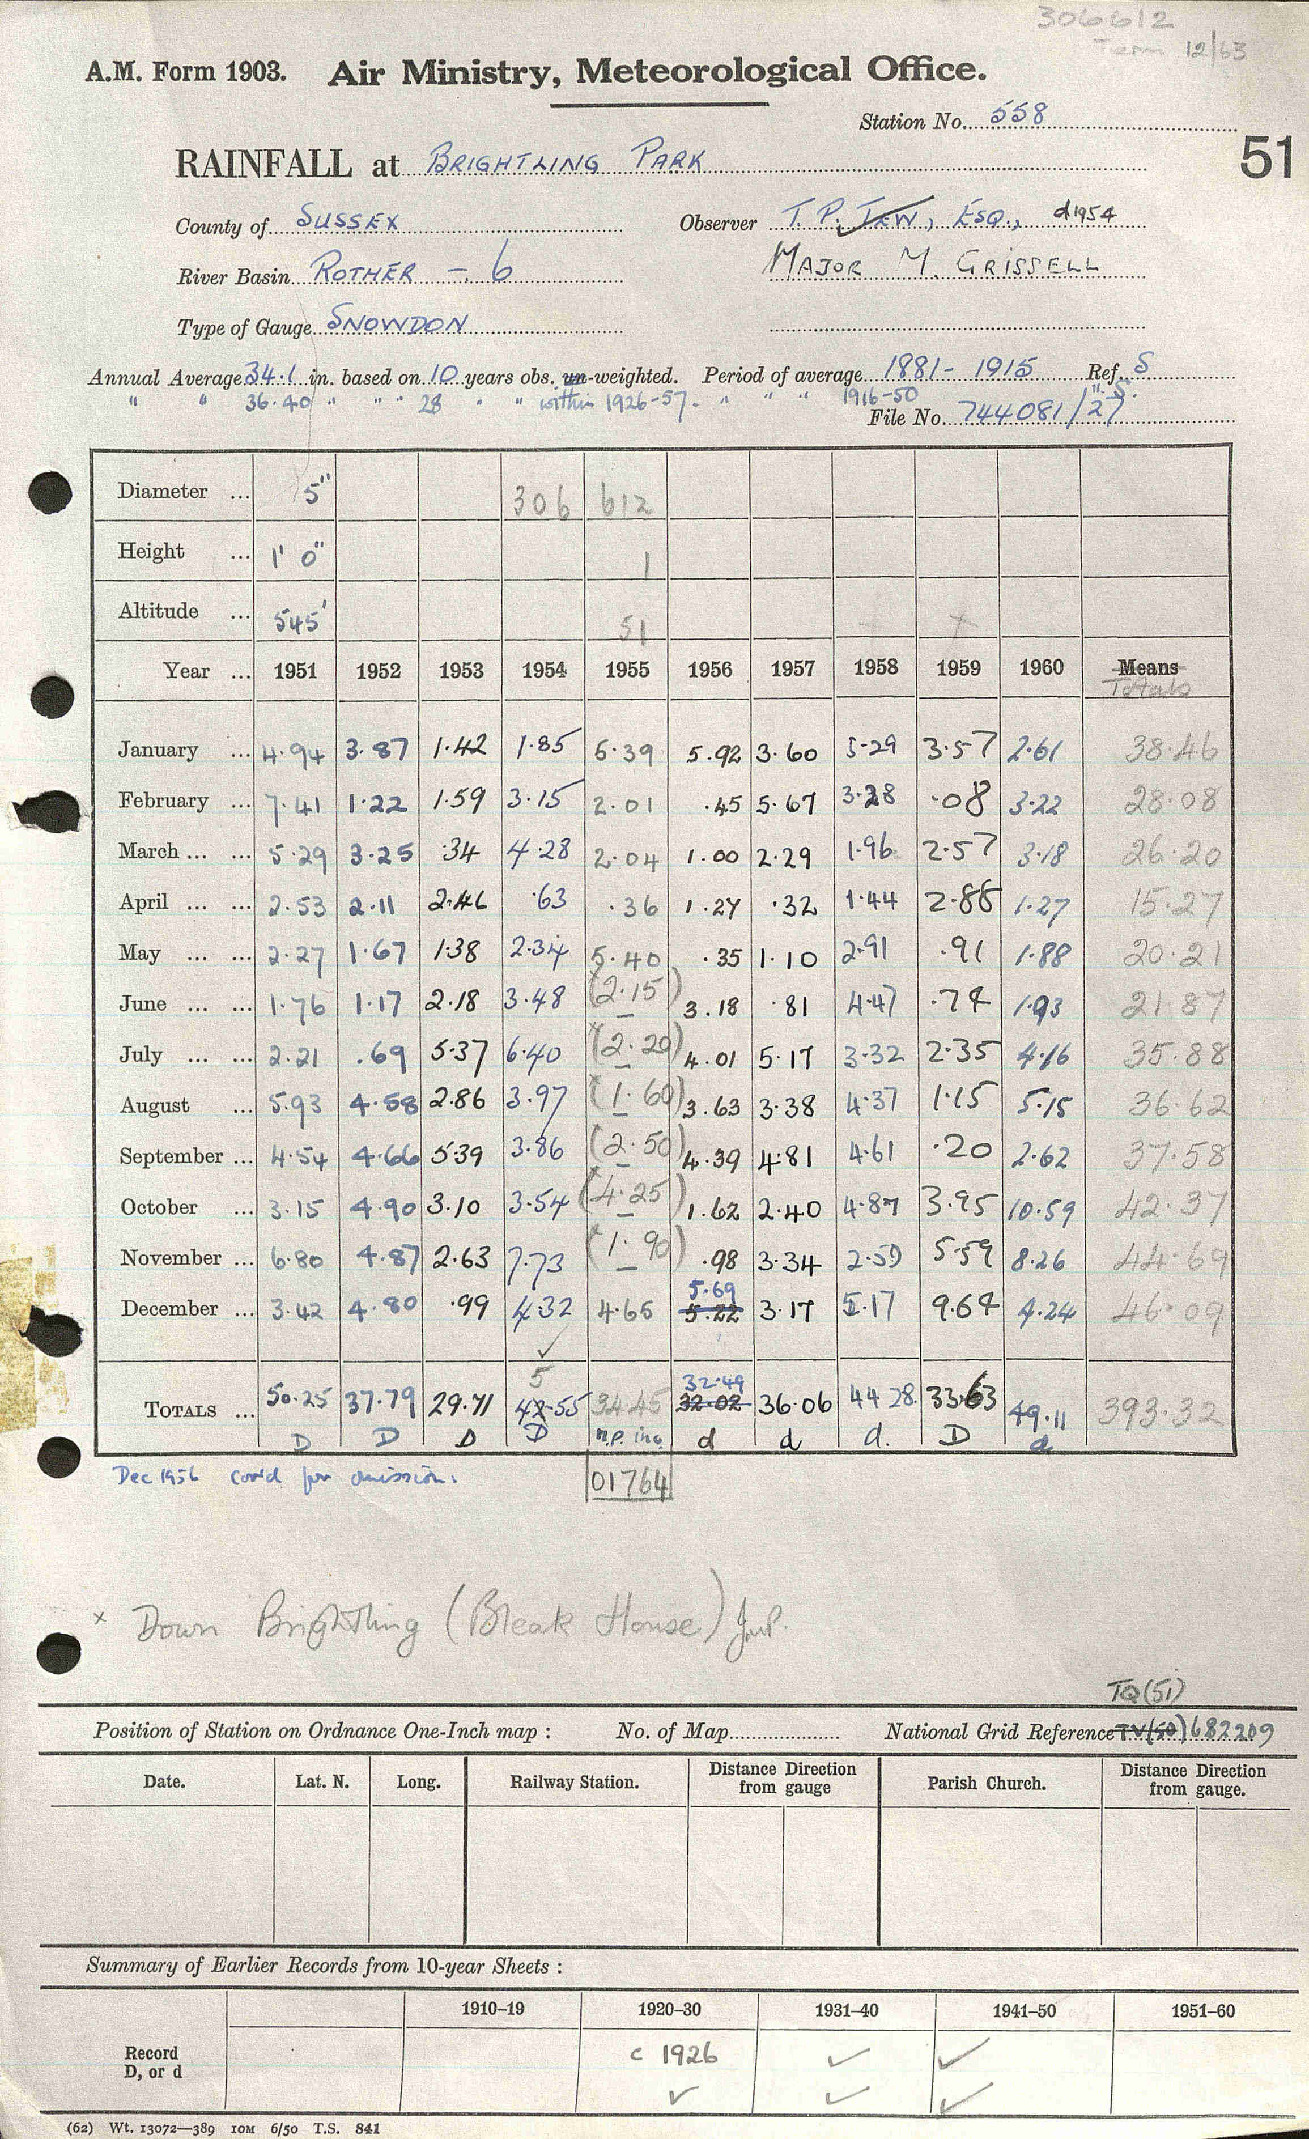 306612
Term 12/63
A.M. Form 1903. Air Ministry, Meteorological Office.
Station No. 558
51
RAINFALL at BRIGHTLING PARK
County of SUSSEX Observer T. P. JEW, ESQ., d 1954
River Basin ROTHER - 6 MAJOR M. GRISSELL
Type of Gauge SNOWDON
Annual Average 34.1 in. based on 10 years obs. un-weighted. Period of average 1881-1915 Ref. S
" " 36.40 " " " 28 " " within 1926-57. " " " 1916-50 " S.
File No. 744081/27
Diameter ... 5" 306 612
Height ... 1' 0" 1
Altitude ... 545' 51
Year ... 1951 1952 1953 1954 1955 1956 1957 1958 1959 1960 Means
Totals
January ... 4.94 3.87 1.42 1.85 5.39 5.92 3.60 5.29 3.57 2.61 38.46
February ... 7.41 1.22 1.59 3.15 2.01 .45 5.67 3.28 .08 3.22 28.08
March ... ... 5.29 3.25 .34 4.28 2.04 1.00 2.29 1.96 2.57 3.18 26.20
April ... ... 2.53 2.11 2.46 .63 .36 1.27 .32 1.44 2.88 1.27 15.27
May ... ... 2.27 1.67 1.38 2.34 5.40 .35 1.10 2.91 .91 1.88 20.21
June ... ... 1.76 1.17 2.18 3.48 (2.15) 3.18 .81 4.47 .74 1.93 21.87
July ... ... 2.21 .69 5.37 6.40 x(2.20) 4.01 5.17 3.32 2.35 4.16 35.88
August ... 5.93 4.58 2.86 3.97 x(1.60) 3.63 3.38 4.37 1.15 5.15 36.62
September ... 4.54 4.66 5.39 3.86 (2.50) 4.39 4.81 4.61 .20 2.62 37.58
October ... 3.15 4.90 3.10 3.54 x(4.25) 1.62 2.40 4.87 3.95 10.59 42.37
November ... 6.80 4.87 2.63 7.73 (1.90) .98 3.34 2.59 5.59 8.26 44.69
5.69
December ... 3.42 4.80 .99 4.32 4.65 5.22 3.17 5.17 9.64 4.24 46.09
5 32.49
TOTALS ... 50.25 37.79 29.71 42.55 34.45 32.02 36.06 44.28 33.63 49.11 393.32
D D D D n.p. inc d d d. D d
Dec 1956 corr'd for omission. 01764
x Down Brightling (Bleak House) Jul.
TQ(51)
Position of Station on Ordnance One-Inch map : No. of Map National Grid Reference TV(50) 682209
Date. Lat. N. Long. Railway Station. Distance Direction from gauge Parish Church. Distance Direction from gauge.
Summary of Earlier Records from 10-year Sheets :
1910-19 1920-30 1931-40 1941-50 1951-60
Record c 1926 ✓ ✓
D, or d ✓ ✓ ✓
(62) Wt. 13072—389 10M 6/50 T.S. 841